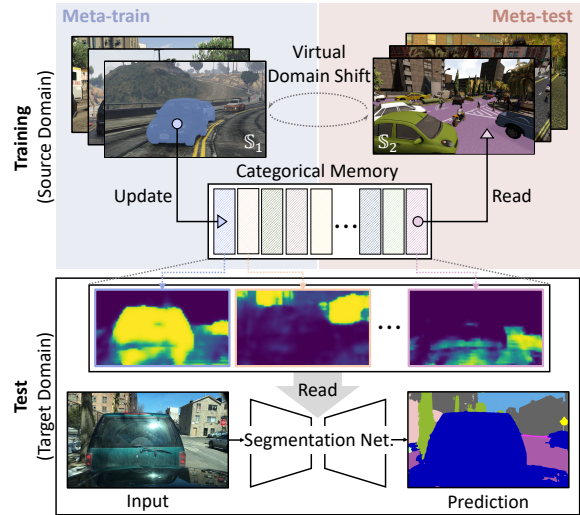 Meta-train
Meta-test
Virtual
Domain Shift
𝕊1
𝕊2
Training
(Source Domain)
Categorical Memory
Update
Read
...
...
Test
(Target Domain)
Read
Segmentation Net.
Input
Prediction